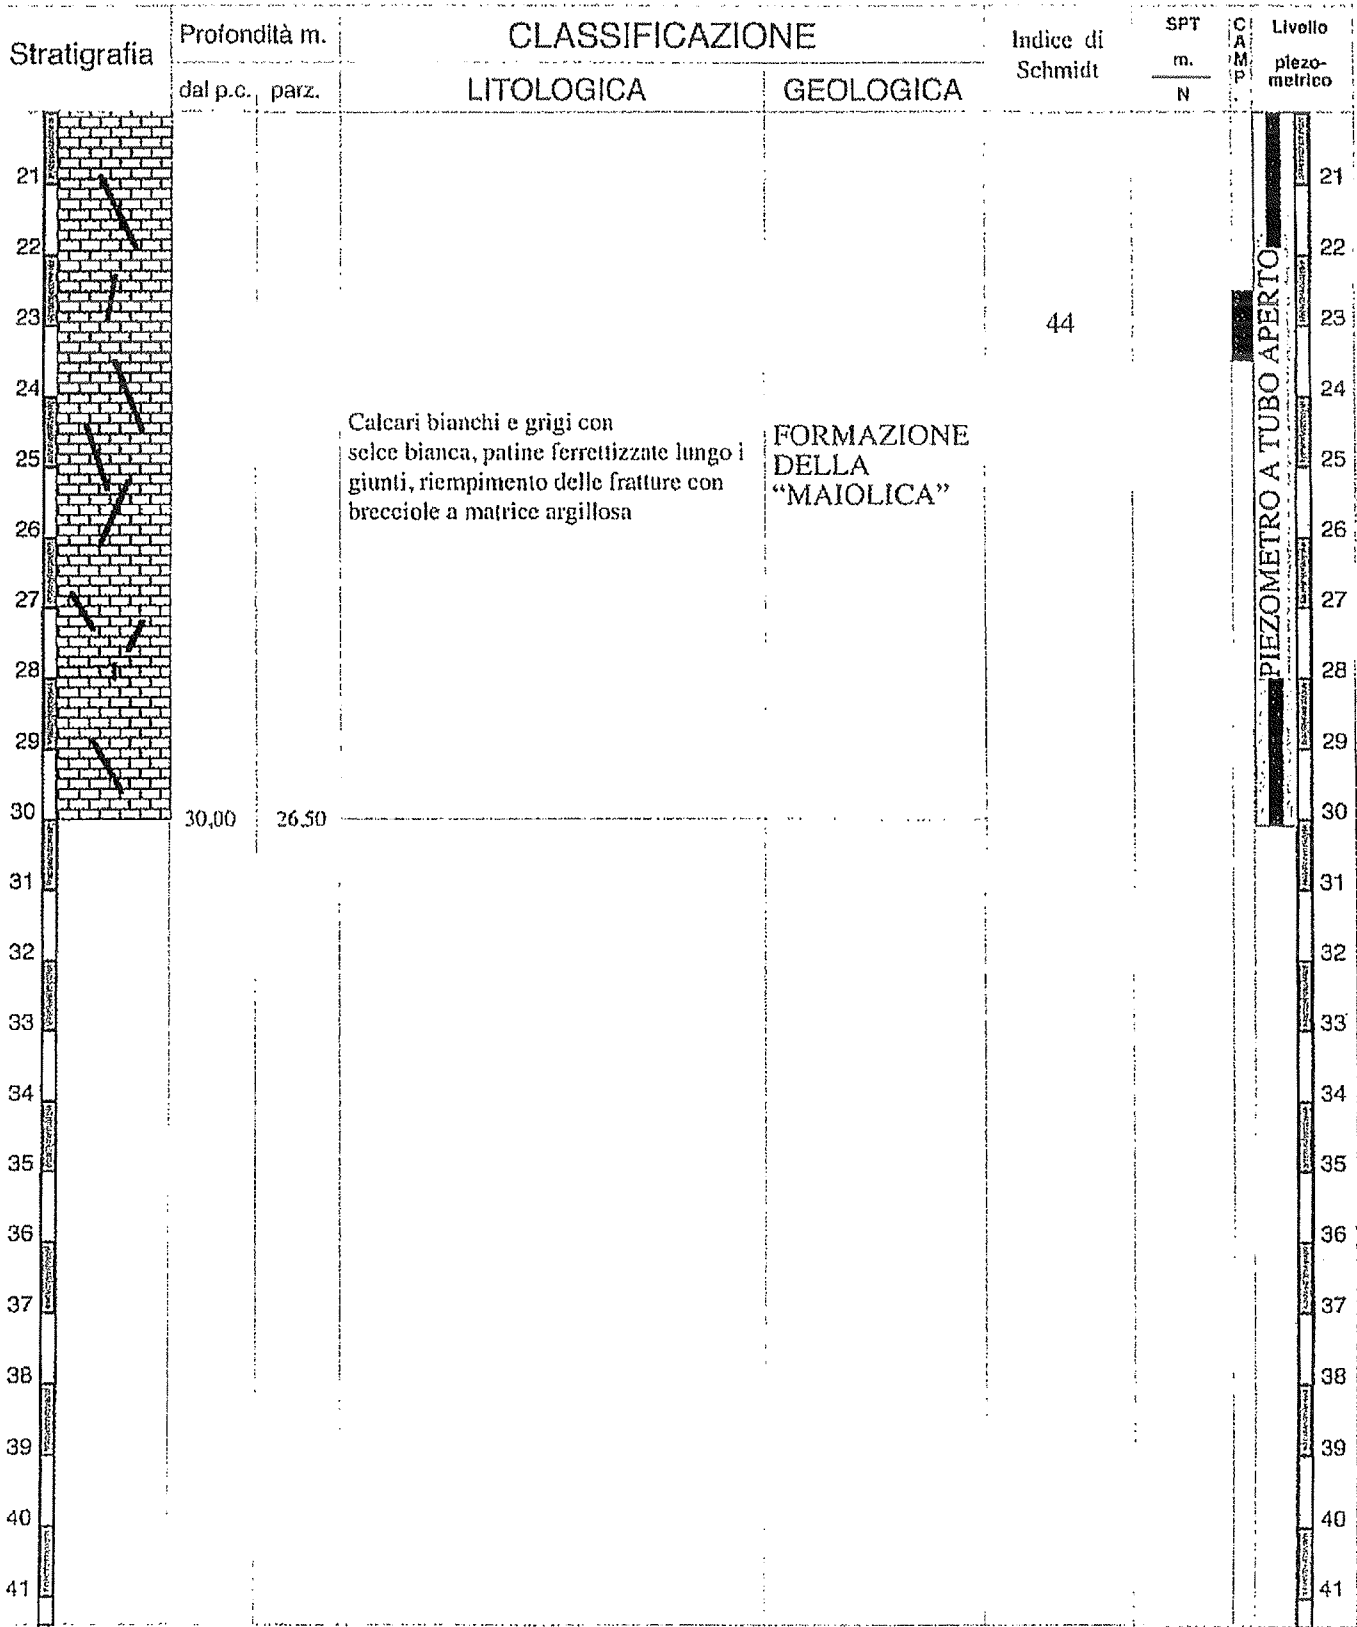 Stratigrafia
Profondità m.
dal p.c. parz.
CLASSIFICAZIONE
LITOLOGICA
GEOLOGICA
Indice di
Schmidt
SPT
m.
N
CAMP.
Livello
piezo-
metrico
21
22
23
24
25
26
27
28
29
30
31
32
33
34
35
36
37
38
39
40
41
30,00 26,50
Calcari bianchi e grigi con
selce bianca, patine ferrettizzate lungo i
giunti, riempimento delle fratture con
brecciole a matrice argillosa
FORMAZIONE
DELLA
“MAIOLICA”
44
PIEZOMETRO A TUBO APERTO
21
22
23
24
25
26
27
28
29
30
31
32
33
34
35
36
37
38
39
40
41